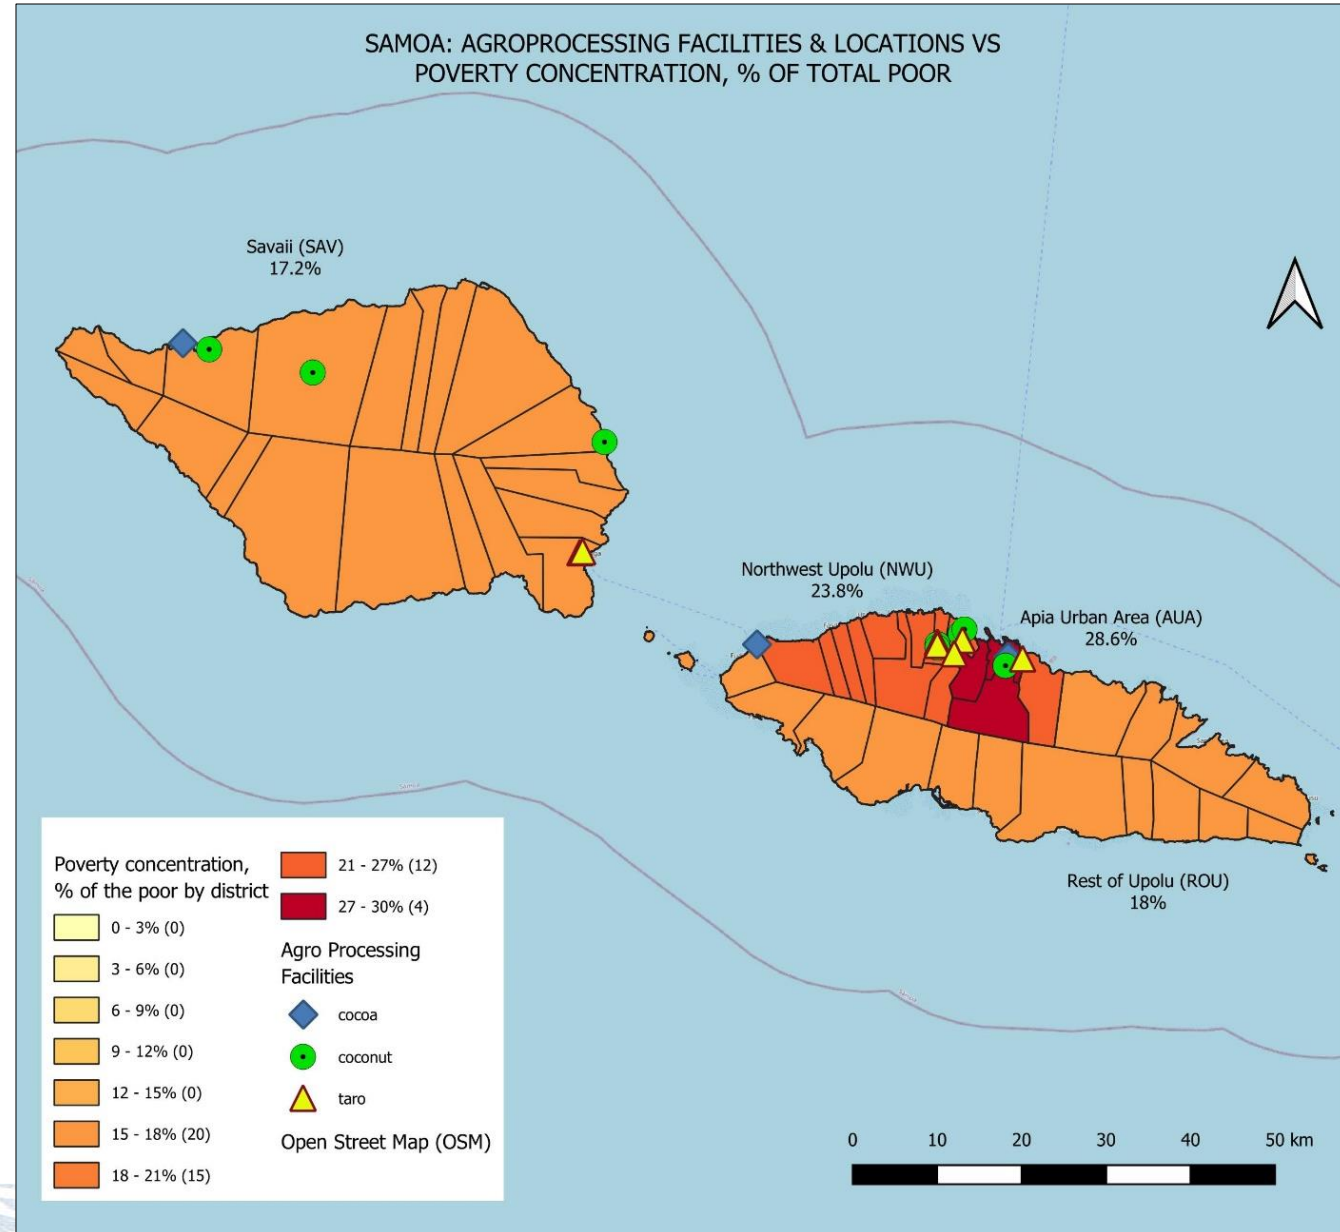 SAMOA: AGROPROCESSING FACILITIES & LOCATIONS VS
POVERTY CONCENTRATION, % OF TOTAL POOR
Savaii (SAV)
17.2%
Northwest Upolu (NWU)
23.8%
Apia Urban Area (AUA)
28.6%
Rest of Upolu (ROU)
18%
Samoa
Samoa
Samoa
Poverty concentration,
% of the poor by district
0 - 3% (0)
3 - 6% (0)
6 - 9% (0)
9 - 12% (0)
12 - 15% (0)
15 - 18% (20)
18 - 21% (15)
21 - 27% (12)
27 - 30% (4)
Agro Processing
Facilities
cocoa
coconut
taro
Open Street Map (OSM)
0 10 20 30 40 50 km